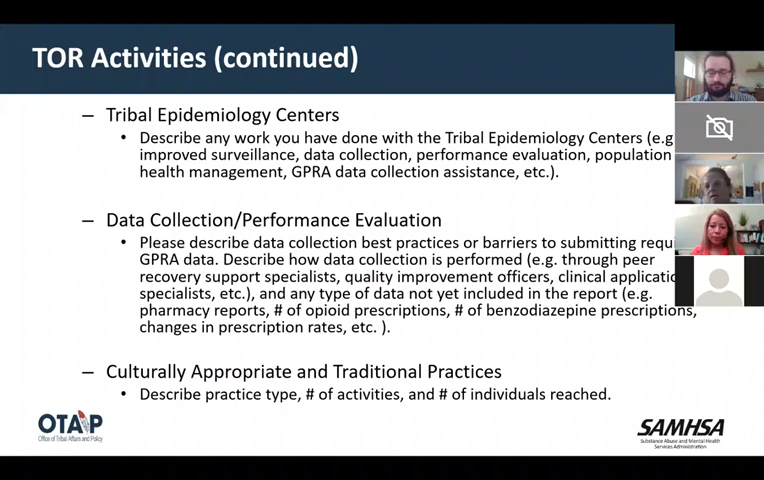 TOR Activities (continued)
– Tribal Epidemiology Centers
• Describe any work you have done with the Tribal Epidemiology Centers (e.g
improved surveillance, data collection, performance evaluation, population
health management, GPRA data collection assistance, etc.).
– Data Collection/Performance Evaluation
• Please describe data collection best practices or barriers to submitting requi
GPRA data. Describe how data collection is performed (e.g. through peer
recovery support specialists, quality improvement officers, clinical applicatio
specialists, etc.), and any type of data not yet included in the report (e.g.
pharmacy reports, # of opioid prescriptions, # of benzodiazepine prescriptions,
changes in prescription rates, etc. ).
– Culturally Appropriate and Traditional Practices
• Describe practice type, # of activities, and # of individuals reached.
OTAP
Office of Tribal Affairs and Policy
SAMHSA
Substance Abuse and Mental Health
Services Administration